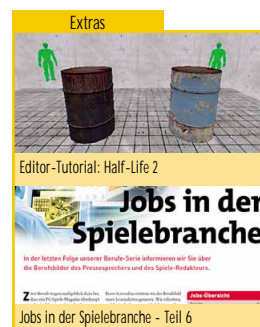 Extras
Editor-Tutorial: Half-Life 2
Jobs in der
Spielebranche
In der letzten Folge unserer Berufe-Serie informieren wir Sie über
die Berufsbilder des Pressesprechers und des Spiele-Redakteurs.
Jobs-Übersicht
Jobs in der Spielebranche - Teil 6